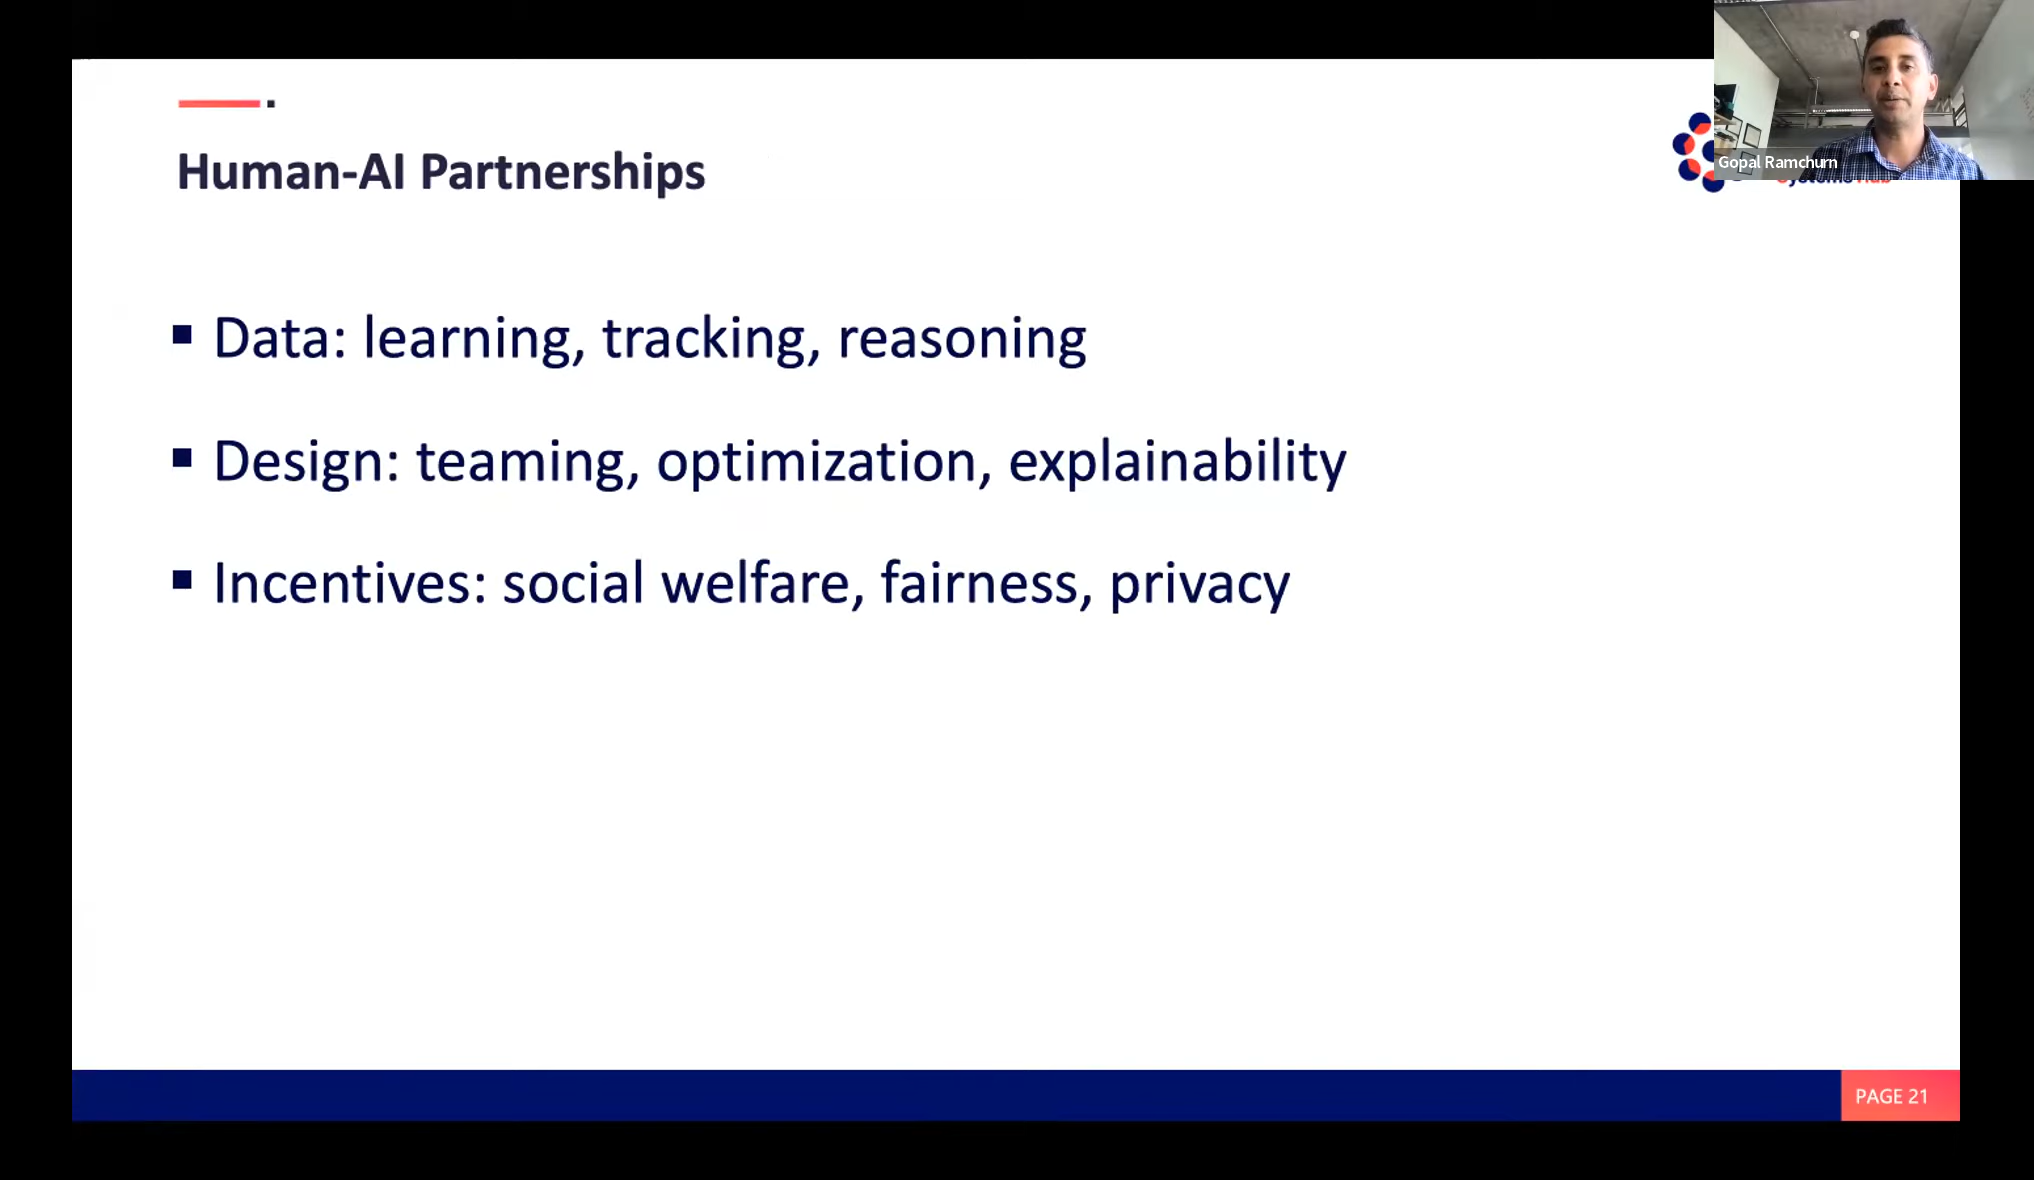 Human-AI Partnerships
Gopal Ramchurn
▪ Data: learning, tracking, reasoning
▪ Design: teaming, optimization, explainability
▪ Incentives: social welfare, fairness, privacy
PAGE 21